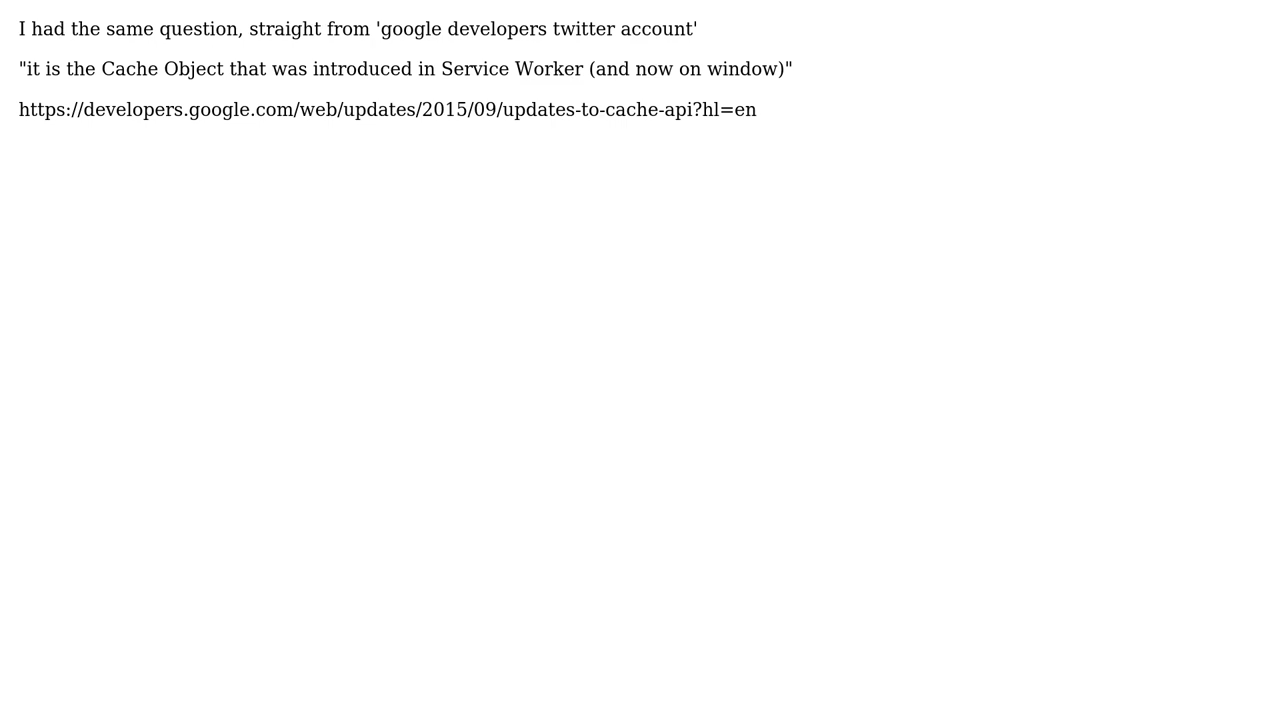 I had the same question, straight from 'google developers twitter account'
"it is the Cache Object that was introduced in Service Worker (and now on window)"
https://developers.google.com/web/updates/2015/09/updates-to-cache-api?hl=en